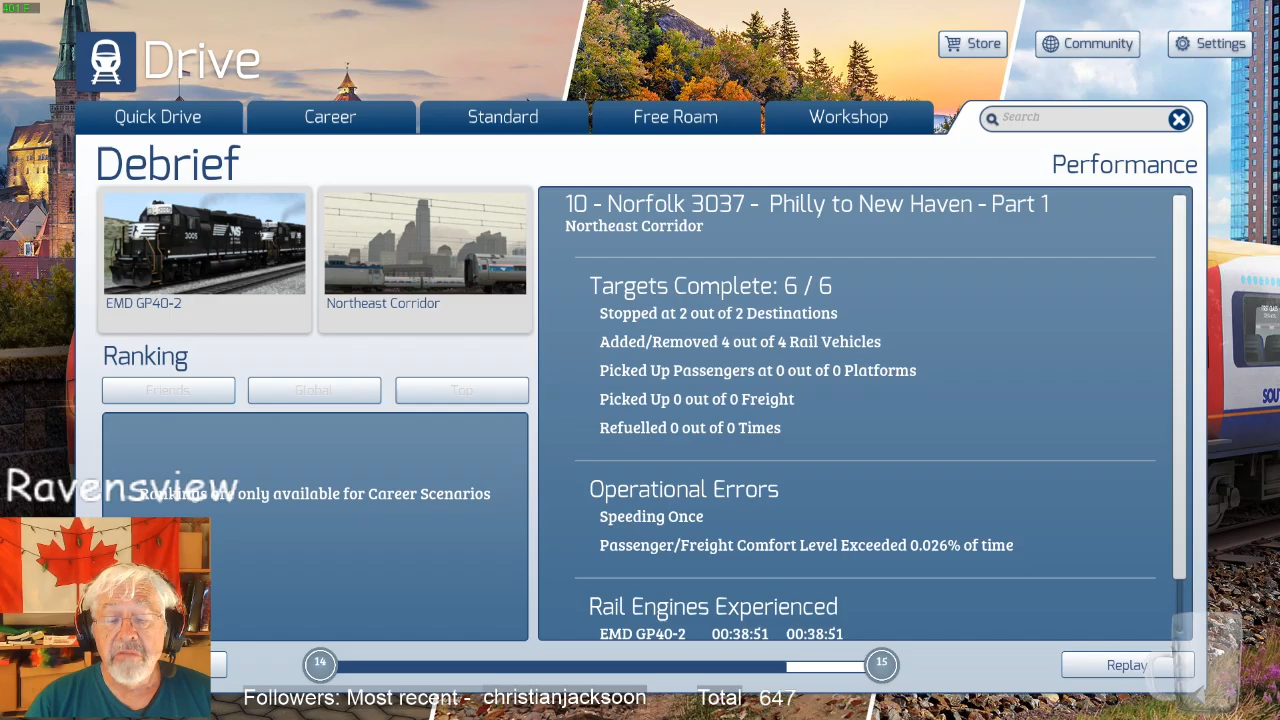 Drive
Store
Community
Settings
Quick Drive
Career
Standard
Free Roam
Workshop
Search
Debrief
Performance
EMD GP40-2
Northeast Corridor
10 - Norfolk 3037 - Philly to New Haven - Part 1
Northeast Corridor
Targets Complete: 6 / 6
Stopped at 2 out of 2 Destinations
Added/Removed 4 out of 4 Rail Vehicles
Picked Up Passengers at 0 out of 0 Platforms
Picked Up 0 out of 0 Freight
Refuelled 0 out of 0 Times
Ranking
Friends
Global
Top
Rankings are only available for Career Scenarios
Ravensview
Operational Errors
Speeding Once
Passenger/Freight Comfort Level Exceeded 0.026% of time
Rail Engines Experienced
EMD GP40-2 00:38:51 00:38:51
14
15
Replay
Followers: Most recent - christianjacksoon Total 647